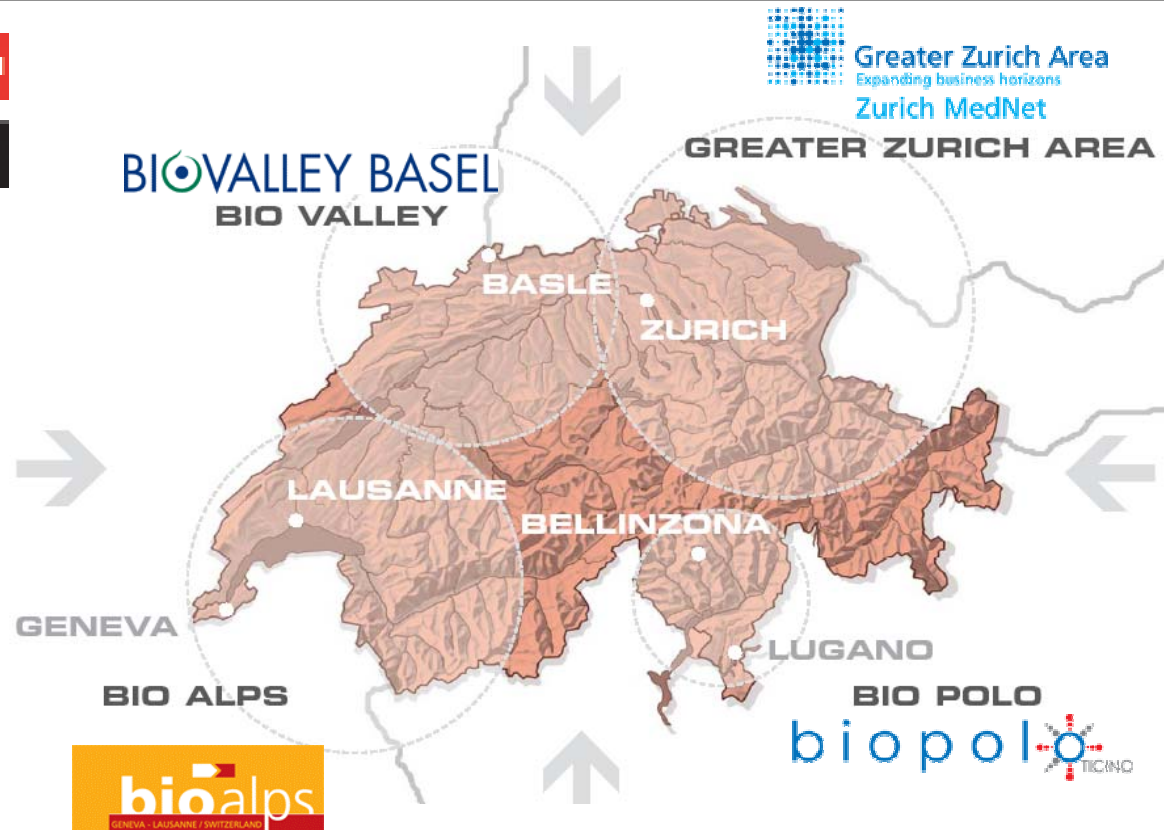 Greater Zurich Area
Expanding business horizons
Zurich MedNet
GREATER ZURICH AREA
BIOVALLEY BASEL
BIO VALLEY
BASLE
ZURICH
LAUSANNE
BELLINZONA
GENEVA
LUGANO
BIO ALPS
BIO POLO
biopolo
TICINO
bioalps
GENEVA - LAUSANNE / SWITZERLAND